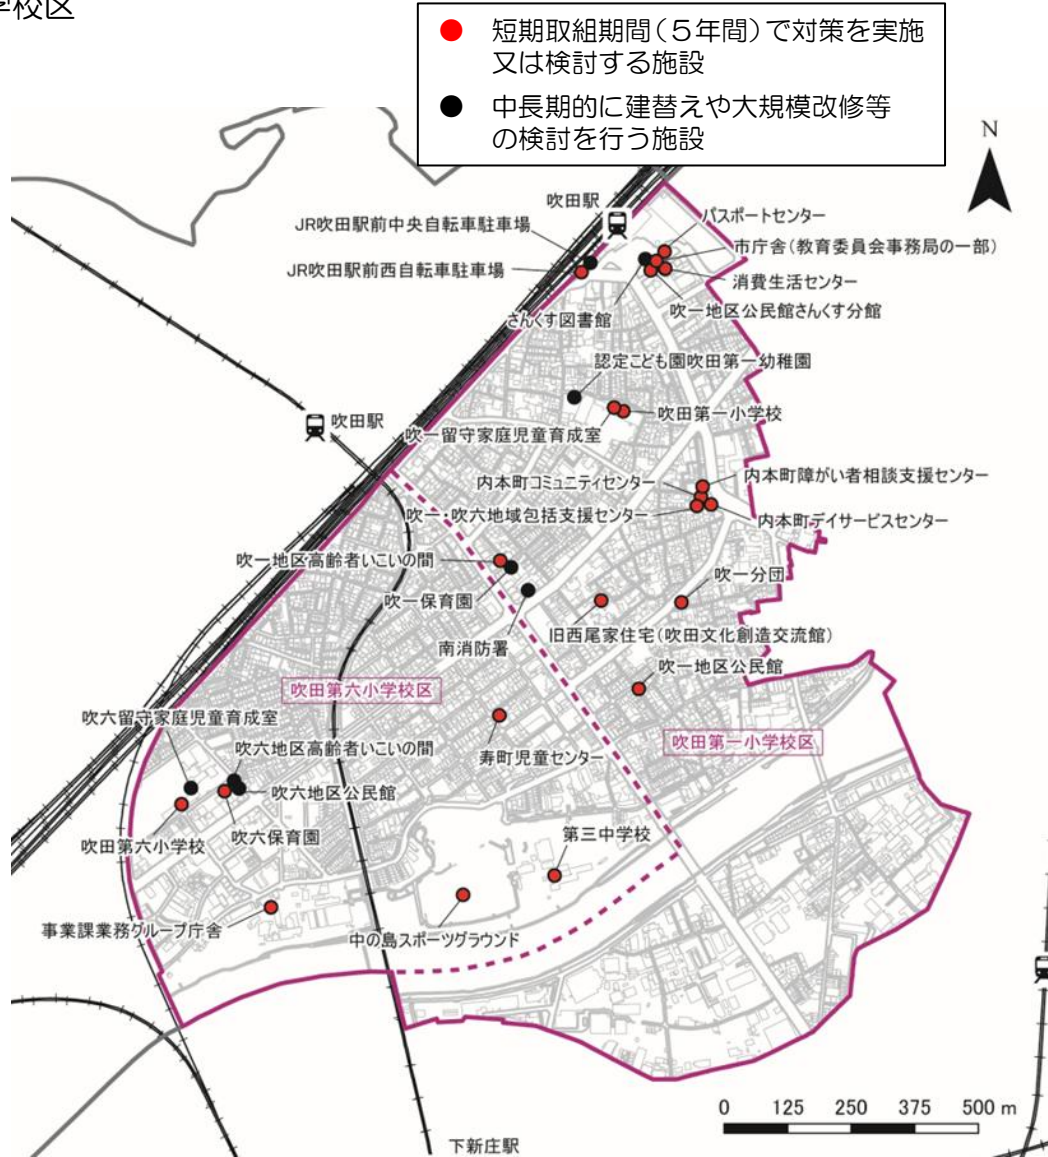 学校区
● 短期取組期間（５年間）で対策を実施
又は検討する施設
● 中長期的に建替えや大規模改修等
の検討を行う施設
N
吹田駅
パスポートセンター
JR吹田駅前中央自転車駐車場
市庁舎(教育委員会事務局の一部)
JR吹田駅前西自転車駐車場
消費生活センター
吹一地区公民館さんくす分館
さんくす図書館
認定こども園吹田第一幼稚園
吹田駅
吹田第一小学校
吹一留守家庭児童育成室
内本町コミュニティセンター
内本町障がい者相談支援センター
吹一・吹六地域包括支援センター
内本町デイサービスセンター
吹一地区高齢者いこいの間
吹一分団
吹一保育園
旧西尾家住宅(吹田文化創造交流館)
南消防署
吹一地区公民館
吹田第六小学校区
吹六留守家庭児童育成室
吹田第一小学校区
吹六地区高齢者いこいの間
寿町児童センター
吹六地区公民館
吹六保育園
吹田第六小学校
第三中学校
事業課業務グループ庁舎
中の島スポーツグラウンド
0 125 250 375 500 m
下新庄駅